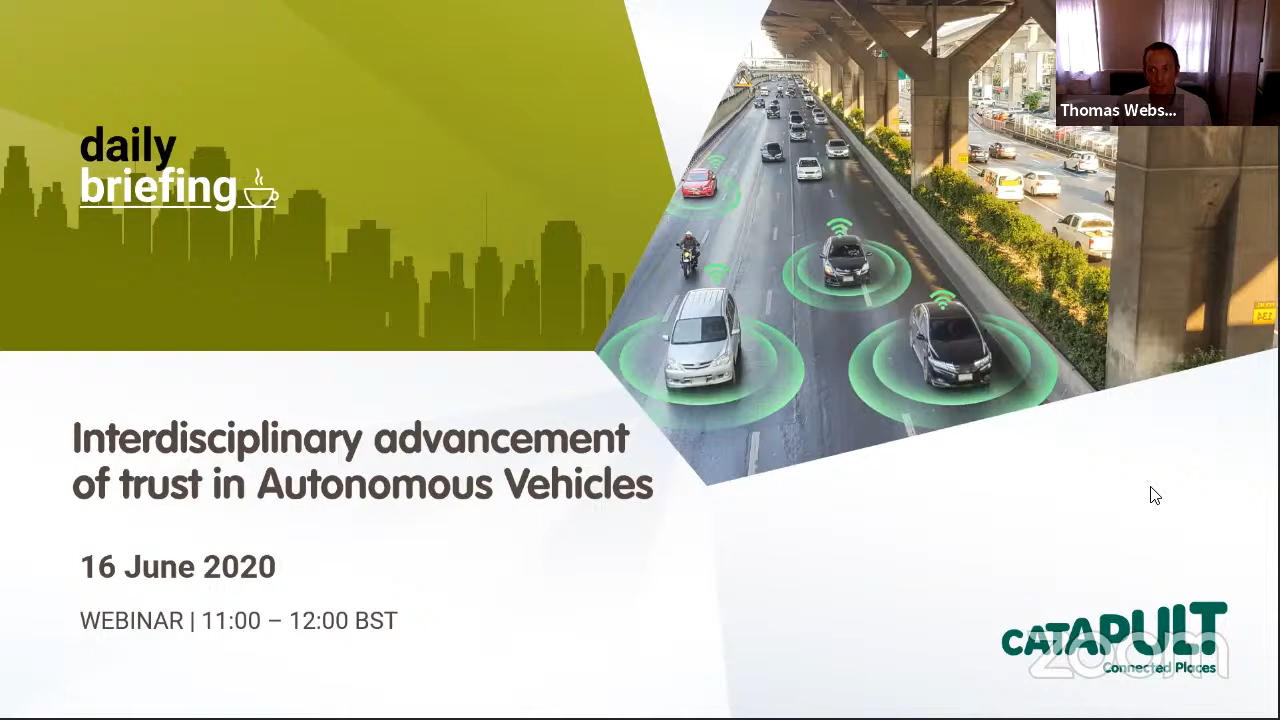 daily
briefing
Thomas Webs...
Interdisciplinary advancement
of trust in Autonomous Vehicles
16 June 2020
WEBINAR | 11:00 – 12:00 BST
CATAPULT
zoom
Connected Places